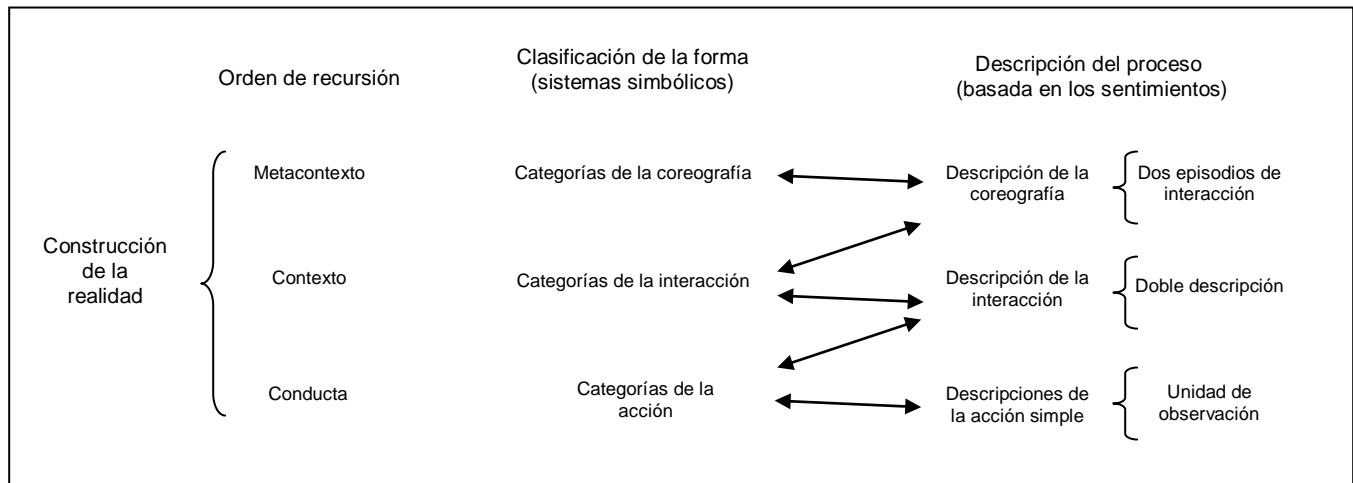 Orden de recursión
Clasificación de la forma
(sistemas simbólicos)
Descripción del proceso
(basada en los sentimientos)
Construcción
de la
realidad
Metacontexto
Categorías de la coreografía
Descripción de la
coreografía
Dos episodios de
interacción
Contexto
Categorías de la interacción
Descripción de la
interacción
Doble descripción
Conducta
Categorías de la
acción
Descripciones de
la acción simple
Unidad de
observación